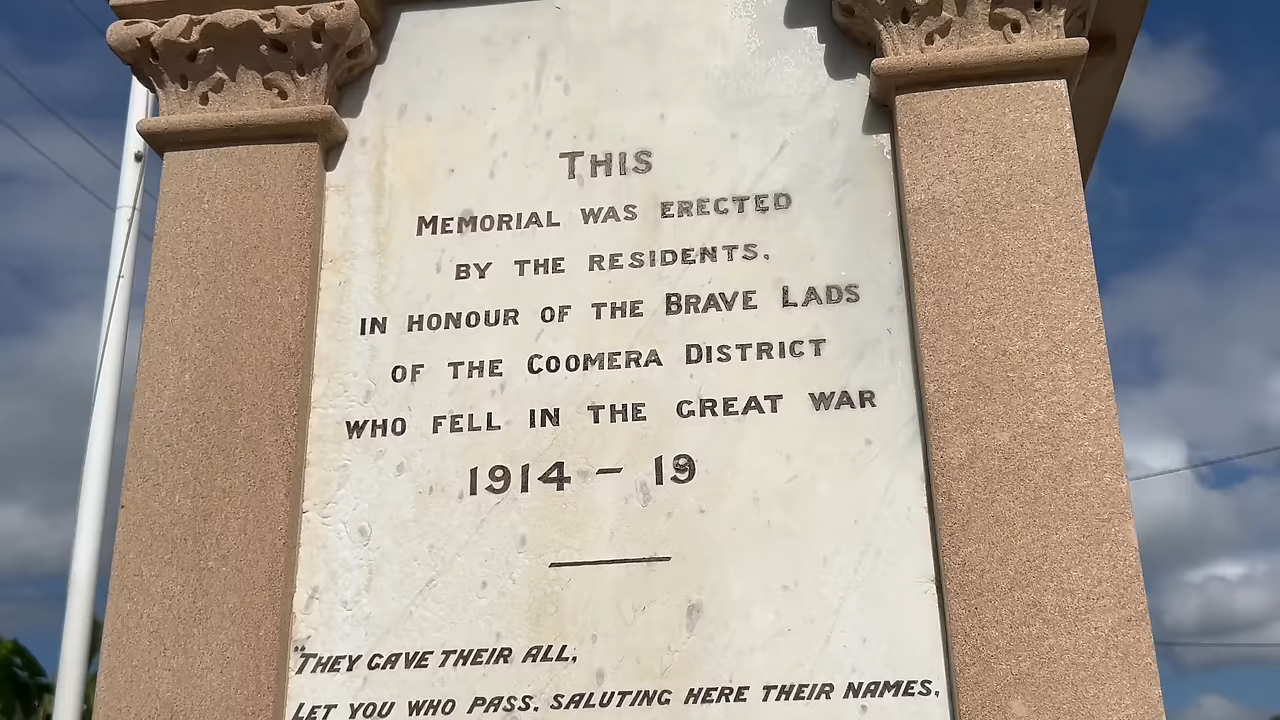 THIS
MEMORIAL WAS ERECTED
BY THE RESIDENTS,
IN HONOUR OF THE BRAVE LADS
OF THE COOMERA DISTRICT
WHO FELL IN THE GREAT WAR
1914 – 19
"THEY GAVE THEIR ALL,
LET YOU WHO PASS, SALUTING HERE THEIR NAMES,